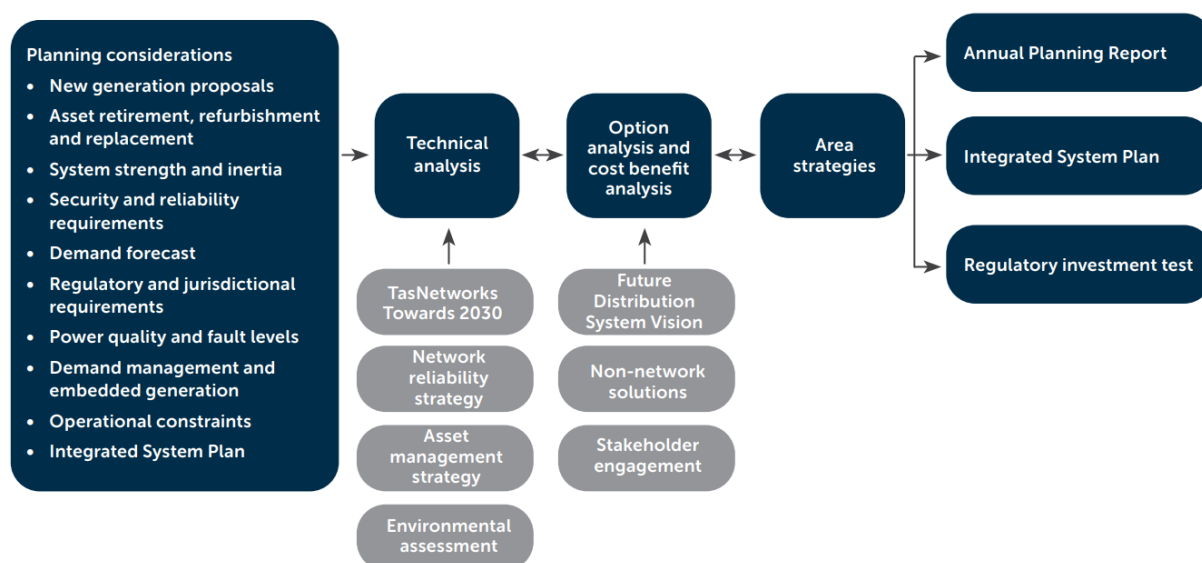 Planning considerations
• New generation proposals
• Asset retirement, refurbishment
and replacement
• System strength and inertia
• Security and reliability
requirements
• Demand forecast
• Regulatory and jurisdictional
requirements
• Power quality and fault levels
• Demand management and
embedded generation
• Operational constraints
• Integrated System Plan
Technical
analysis
TasNetworks
Towards 2030
Network
reliability
strategy
Asset
management
strategy
Environmental
assessment
Option
analysis and
cost benefit
analysis
Future
Distribution
System Vision
Non-network
solutions
Stakeholder
engagement
Area
strategies
Annual Planning Report
Integrated System Plan
Regulatory investment test